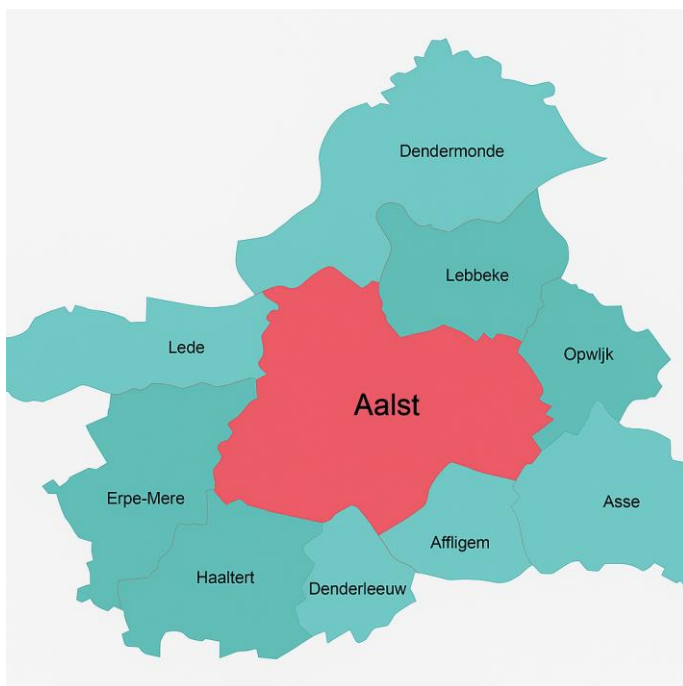 Dendermonde
Lebbeke
Lede
Opwljk
Aalst
Erpe-Mere
Asse
Affligem
Haaltert
Denderleeuw